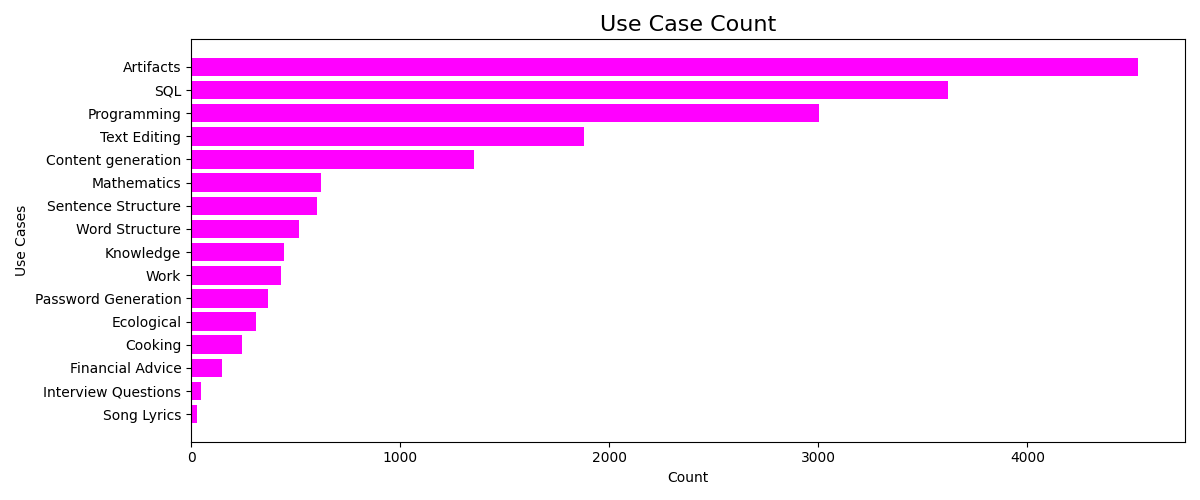 Use Case Count
Artifacts
SQL
Programming
Text Editing
Content generation
Mathematics
Sentence Structure
Word Structure
Knowledge
Work
Password Generation
Ecological
Cooking
Financial Advice
Interview Questions
Song Lyrics
Use Cases
0 1000 2000 3000 4000
Count